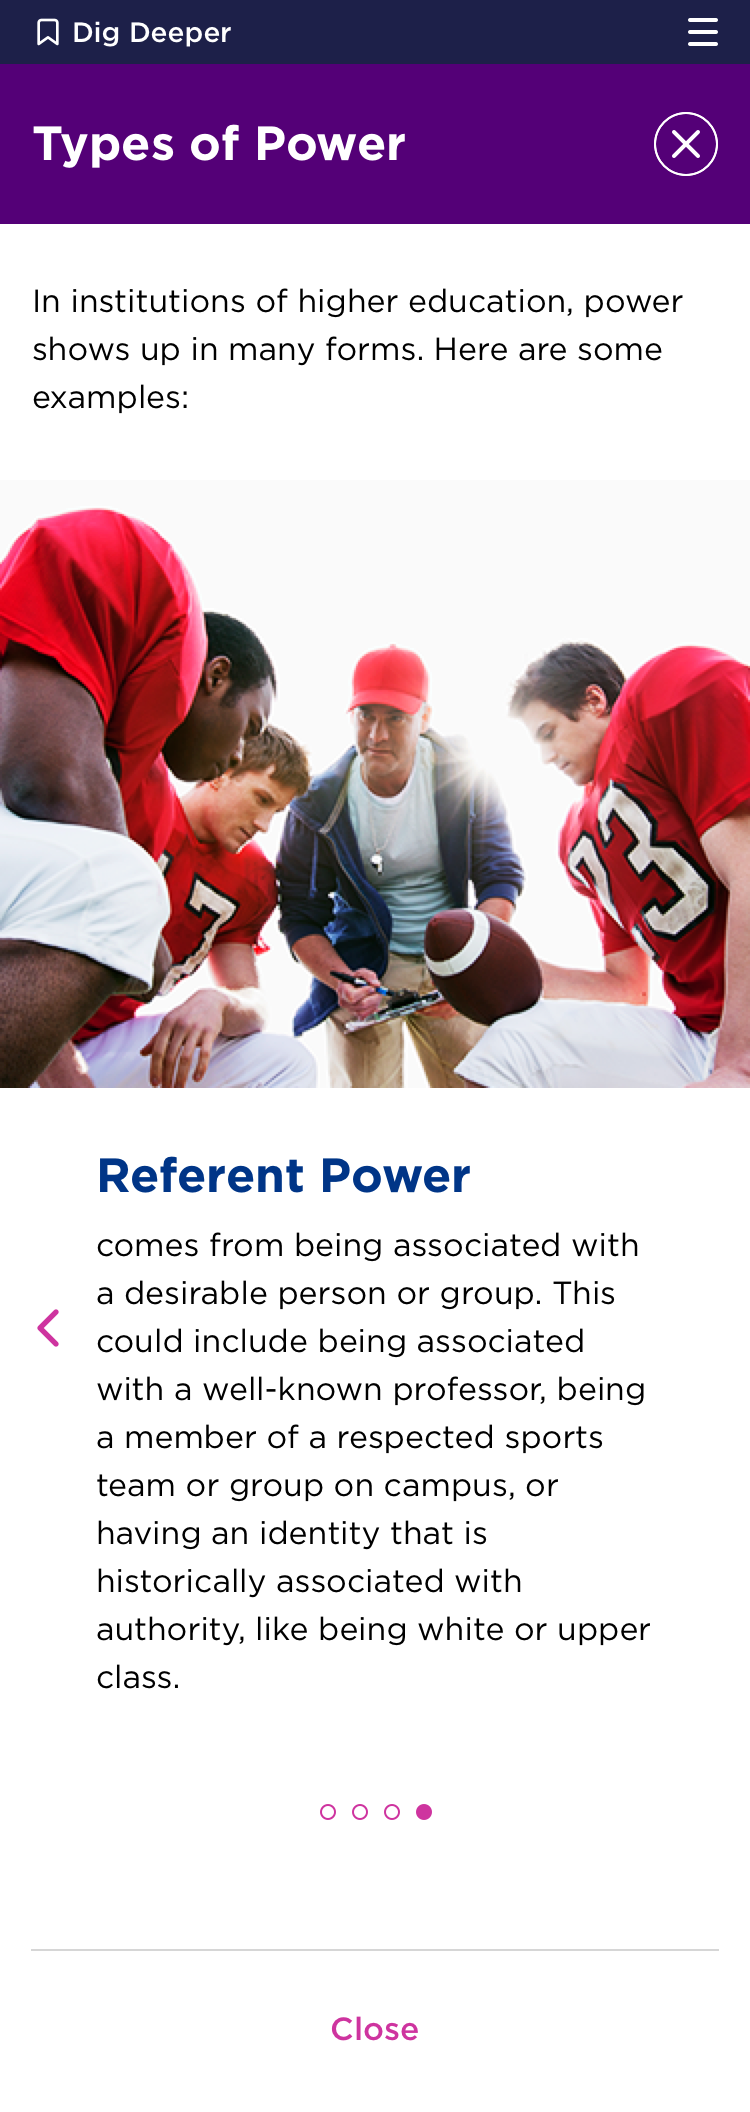 Dig Deeper
Types of Power
In institutions of higher education, power
shows up in many forms. Here are some
examples:
7
23
Referent Power
comes from being associated with
a desirable person or group. This
could include being associated
with a well-known professor, being
a member of a respected sports
team or group on campus, or
having an identity that is
historically associated with
authority, like being white or upper
class.
Close